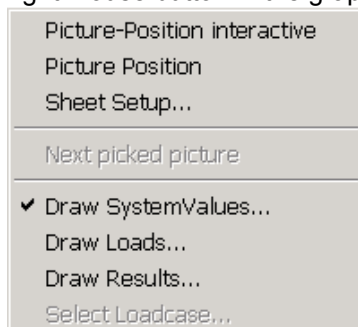 Picture-Position interactive
Picture Position
Sheet Setup...
Next picked picture
✔ Draw SystemValues...
Draw Loads...
Draw Results...
Select Loadcase...